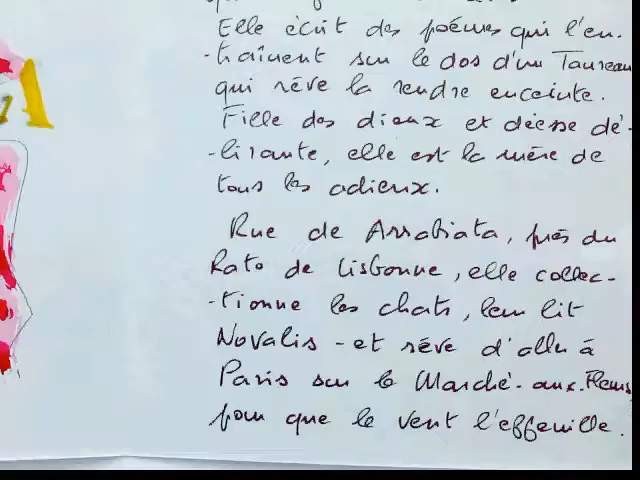 A
Elle écrit des poèmes qui l'en-
-traînent sur le dos d'un Taureau
qui rêve la rendre enceinte.
Fille des dieux et déesse dé-
-lirante, elle est la mère de
tous les adieux.
Rue de Arrabiata, près du
Rato de Lisbonne, elle collec-
-tionne les chats, leur lit
Novalis - et rêve d'aller à
Paris sur le Marché-aux-Fleurs
pour que le vent l'effeuille.